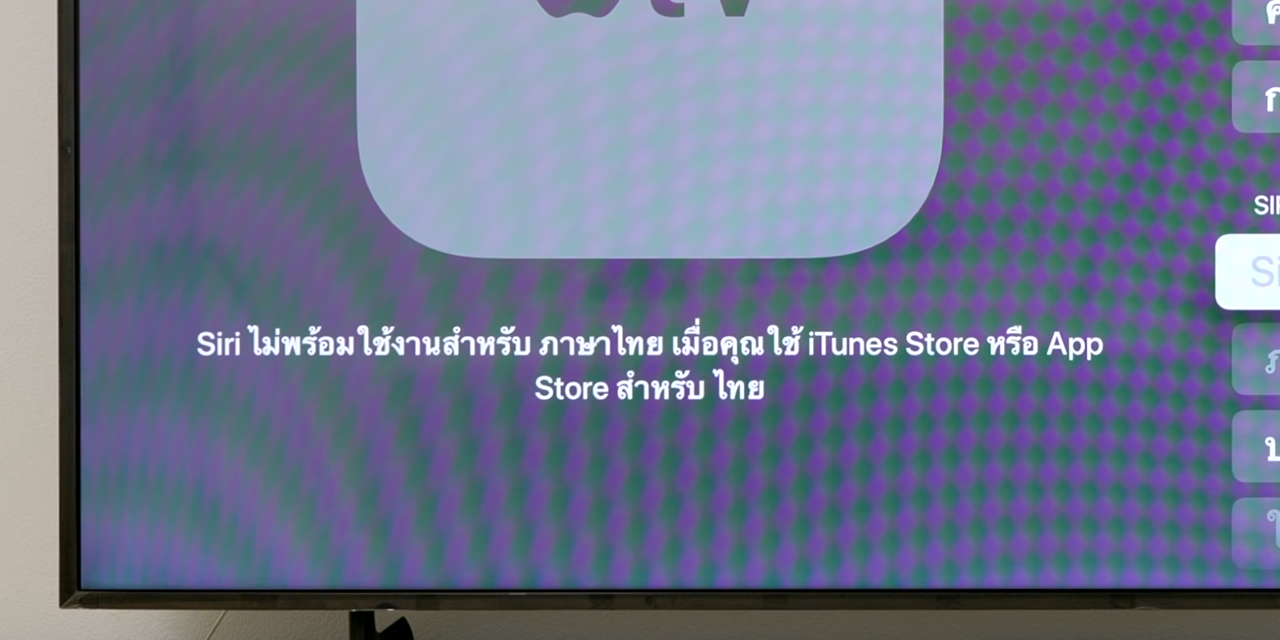 tv
Siri ไม่พร้อมใช้งานสำหรับ ภาษาไทย เมื่อคุณใช้ iTunes Store หรือ App
Store สำหรับ ไทย